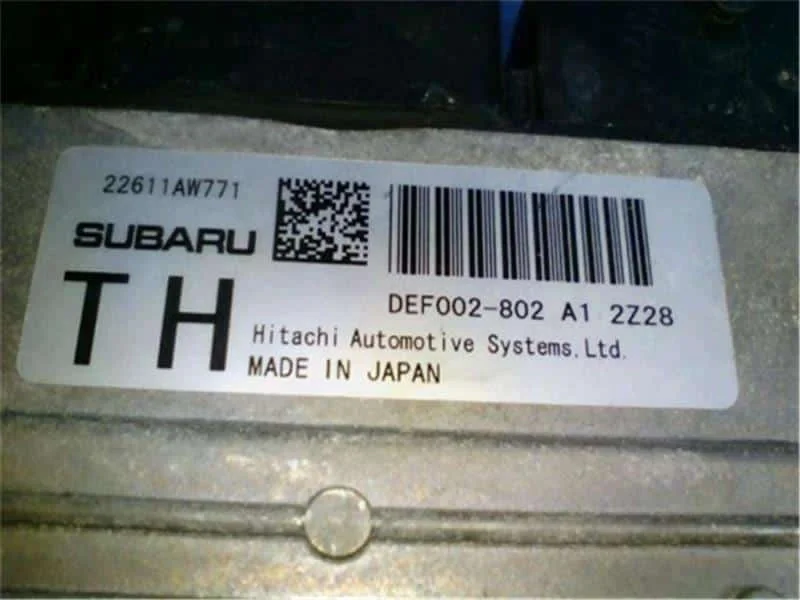 22611AW771
SUBARU
TH
DEF002-802 A1 2Z28
Hitachi Automotive Systems,Ltd.
MADE IN JAPAN